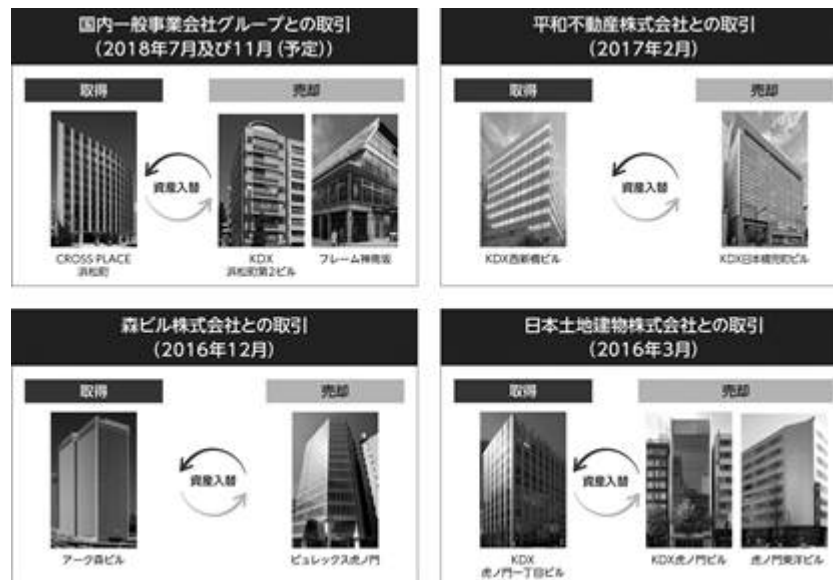 国内一般事業会社グループとの取引
(2018年7月及び11月(予定))
取得
売却
資産入替
CROSS PLACE
浜松町
KDX
浜松町第2ビル
フレーム神南坂
平和不動産株式会社との取引
(2017年2月)
取得
売却
資産入替
KDX西新橋ビル
KDX日本橋兜町ビル
森ビル株式会社との取引
(2016年12月)
取得
売却
資産入替
アーク森ビル
ピュレックス虎ノ門
日本土地建物株式会社との取引
(2016年3月)
取得
売却
資産入替
KDX
虎ノ門一丁目ビル
KDX虎ノ門ビル
虎ノ門東洋ビル